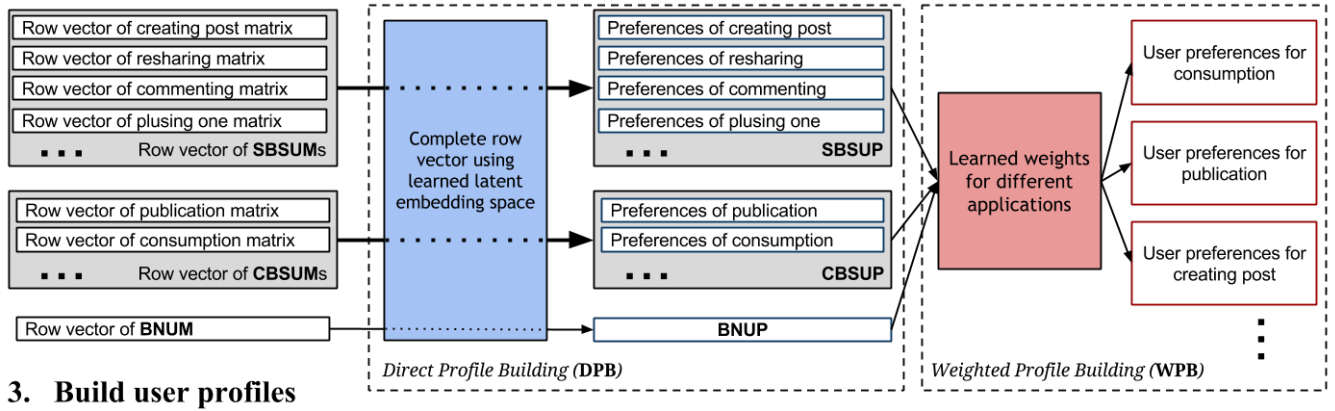 Row vector of creating post matrix
Row vector of resharing matrix
Row vector of commenting matrix
Row vector of plusing one matrix
... Row vector of SBSUMs
Row vector of publication matrix
Row vector of consumption matrix
... Row vector of CBSUMs
Row vector of BNUM
Complete row
vector using
learned latent
embedding space
Preferences of creating post
Preferences of resharing
Preferences of commenting
Preferences of plusing one
... SBSUP
Preferences of publication
Preferences of consumption
... CBSUP
BNUP
Direct Profile Building (DPB)
Learned weights
for different
applications
User preferences for
consumption
User preferences for
publication
User preferences for
creating post
Weighted Profile Building (WPB)
3. Build user profiles